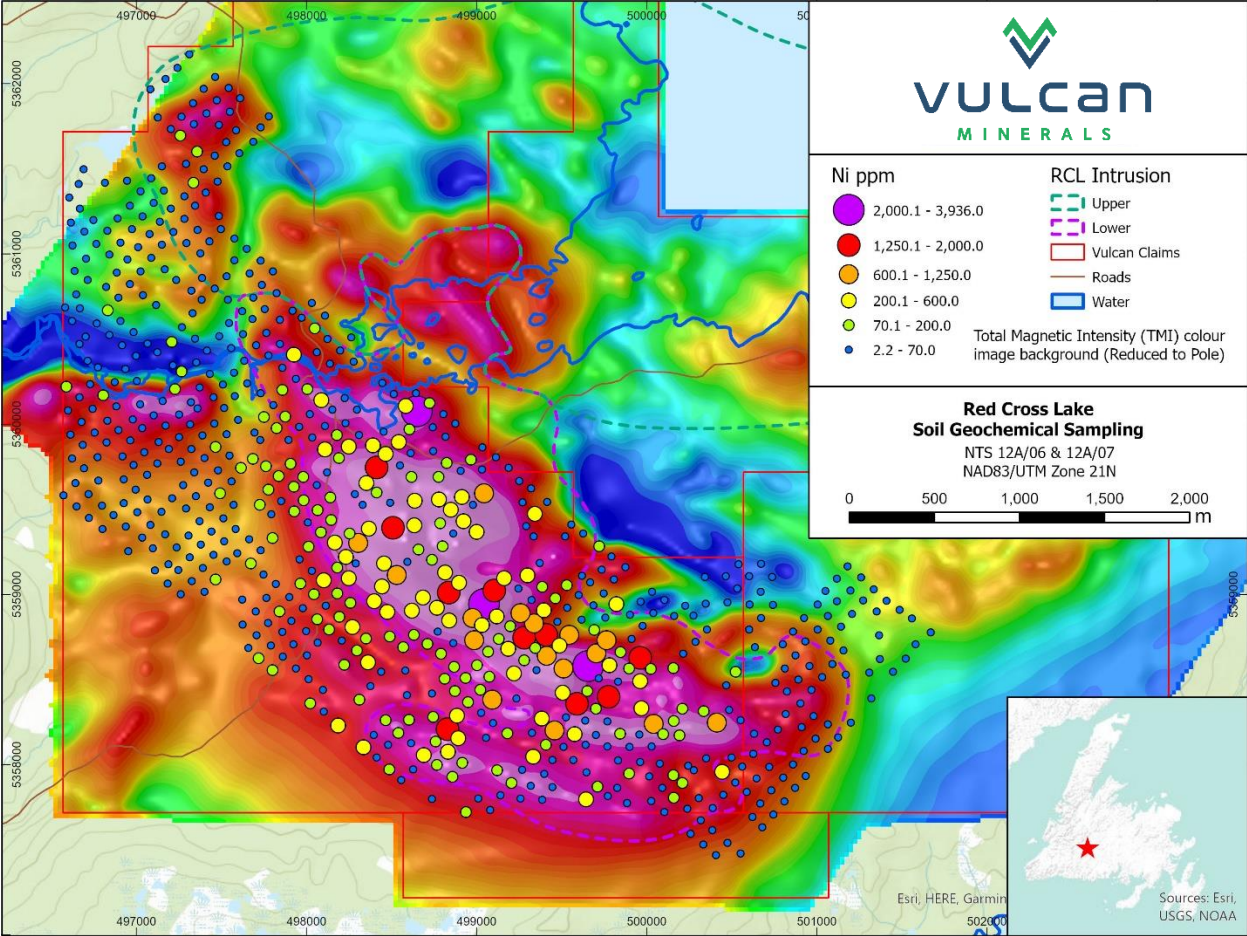 497000
498000
499000
500000
50
5362000
5361000
5360000
5359000
5358000
VULCAN
MINERALS
Ni ppm
2,000.1 - 3,936.0
1,250.1 - 2,000.0
600.1 - 1,250.0
200.1 - 600.0
70.1 - 200.0
2.2 - 70.0
RCL Intrusion
Upper
Lower
Vulcan Claims
Roads
Water
Total Magnetic Intensity (TMI) colour
image background (Reduced to Pole)
Red Cross Lake
Soil Geochemical Sampling
NTS 12A/06 & 12A/07
NAD83/UTM Zone 21N
0 500 1,000 1,500 2,000
m
5359000
Esri, HERE, Garmin
Sources: Esri,
USGS, NOAA
497000
498000
499000
500000
501000
502000